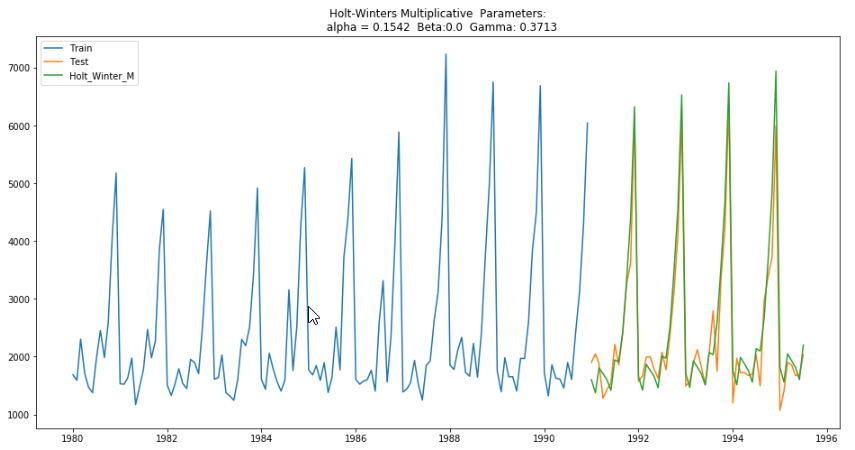 Holt-Winters Multiplicative  Parameters:
alpha = 0.1542  Beta:0.0  Gamma: 0.3713
Train
Test
Holt_Winter_M
7000
6000
5000
4000
3000
2000
1000
1980 1982 1984 1986 1988 1990 1992 1994 1996